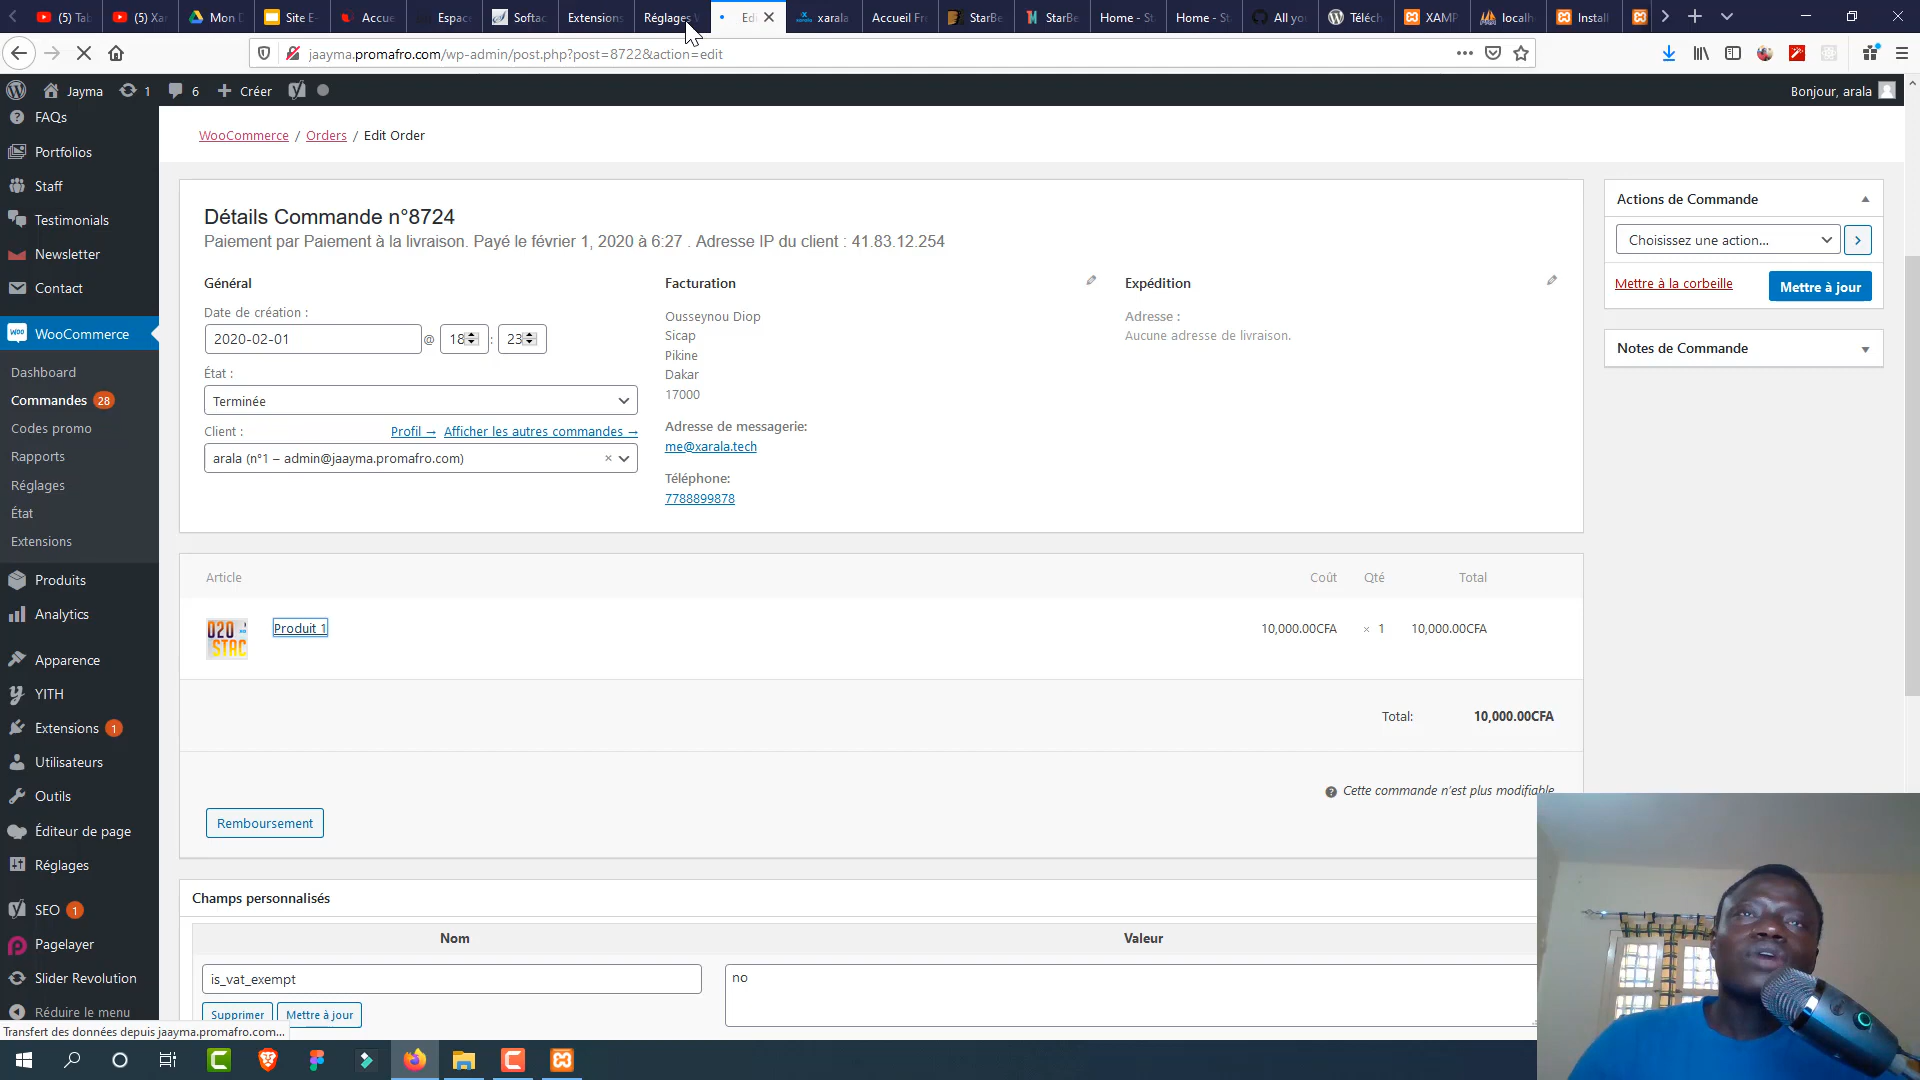 (5) Tab
(5) Xar
Mon D
Site E-
Accue
Espac
Softac
Extensions
Réglages
Edi
xarala
Accueil Fr
StarBe
StarBe
Home - St
Home - St
All yo
Téléch
XAMP
localh
Install
jaayma.promafro.com/wp-admin/post.php?post=8722&action=edit
Jayma
1
6
Créer
Bonjour, arala
FAQs
Portfolios
Staff
Testimonials
Newsletter
Contact
WooCommerce
Dashboard
Commandes 28
Codes promo
Rapports
Réglages
État
Extensions
Produits
Analytics
Apparence
YITH
Extensions 1
Utilisateurs
Outils
Éditeur de page
Réglages
SEO 1
Pagelayer
Slider Revolution
Réduire le menu
Transfert des données depuis jaayma.promafro.com...
WooCommerce / Orders / Edit Order
Détails Commande n°8724
Paiement par Paiement à la livraison. Payé le février 1, 2020 à 6:27 . Adresse IP du client : 41.83.12.254
Général
Date de création :
2020-02-01 @ 18 : 23
État :
Terminée
Client : Profil → Afficher les autres commandes →
arala (n°1 – admin@jaayma.promafro.com) ×
Facturation
Ousseynou Diop
Sicap
Pikine
Dakar
17000
Adresse de messagerie:
me@xarala.tech
Téléphone:
7788899878
Expédition
Adresse :
Aucune adresse de livraison.
Actions de Commande
Choisissez une action...
Mettre à la corbeille
Mettre à jour
Notes de Commande
Article Coût Qté Total
020
STAC
Produit 1 10,000.00CFA × 1 10,000.00CFA
Total: 10,000.00CFA
Cette commande n'est plus modifiable
Remboursement
Champs personnalisés
Nom Valeur
is_vat_exempt no
Supprimer Mettre à jour